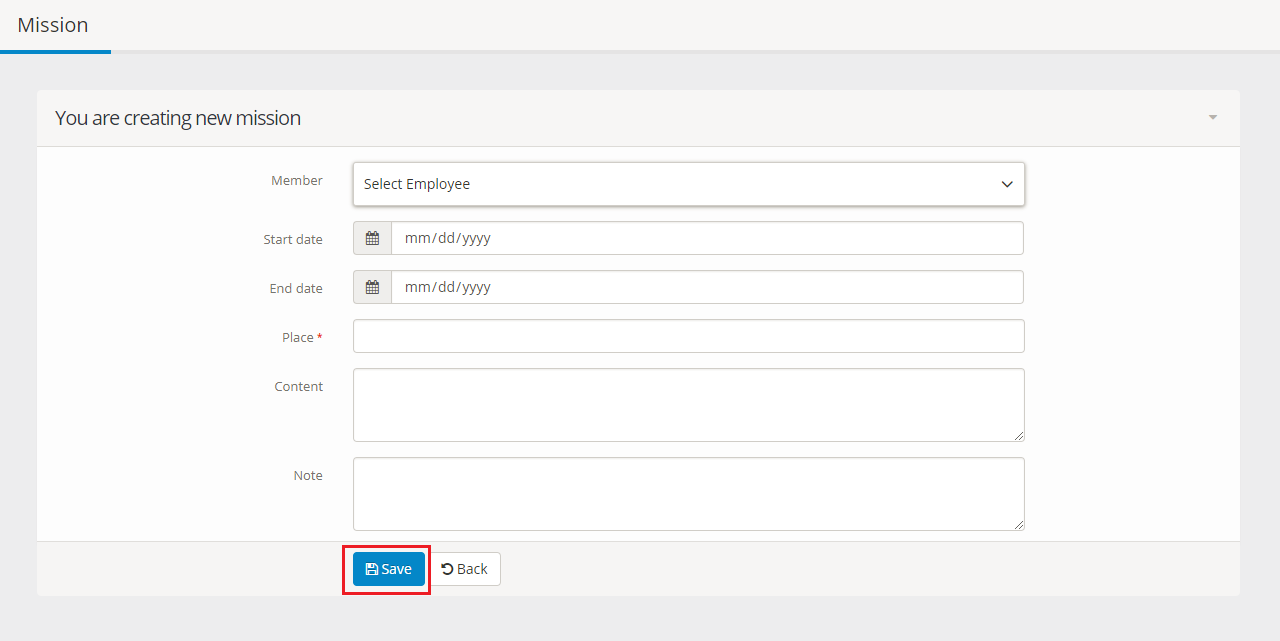 Mission
You are creating new mission
Member
Select Employee
Start date
mm/dd/yyyy
End date
mm/dd/yyyy
Place *
Content
Note
Save
Back